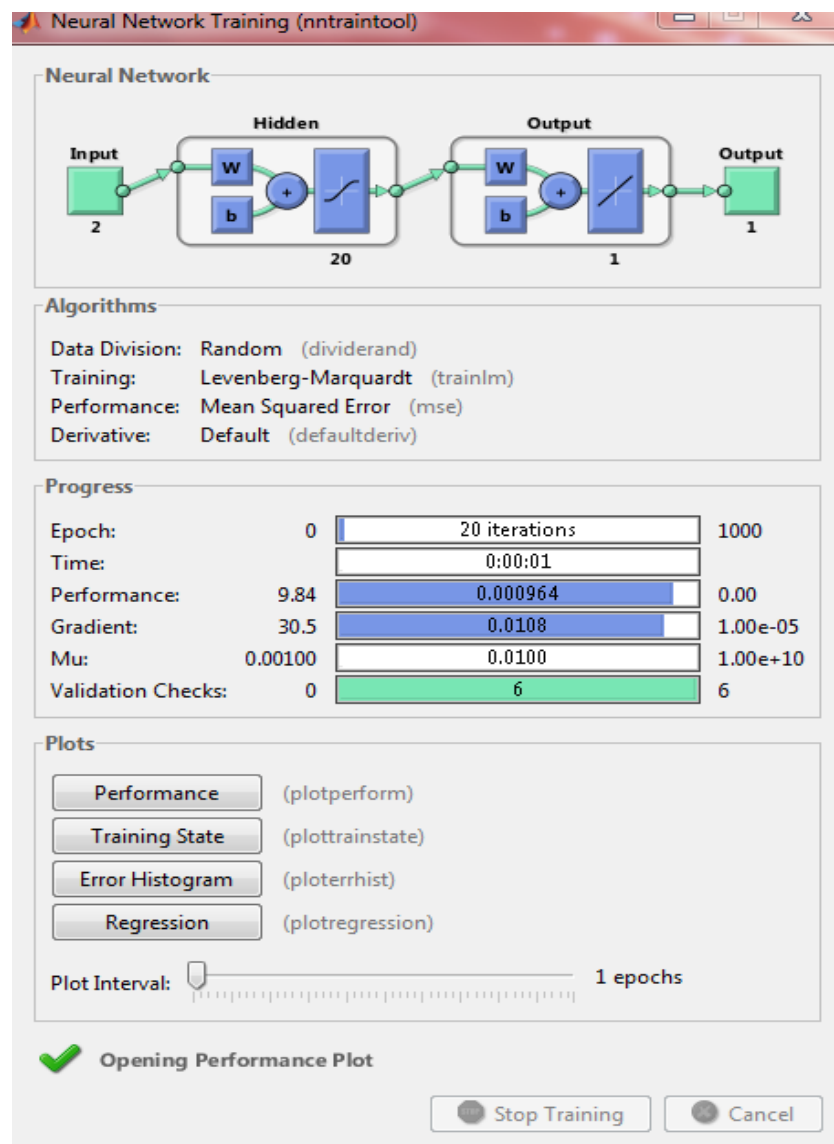 Neural Network Training (nntraintool)
Neural Network
Hidden
Output
Input
Output
W
W
+
+
b
b
2
1
20
1
Algorithms
Data Division: Random (dividerand)
Training: Levenberg-Marquardt (trainlm)
Performance: Mean Squared Error (mse)
Derivative: Default (defaultderiv)
Progress
Epoch: 0 20 iterations 1000
Time: 0:00:01
Performance: 9.84 0.000964 0.00
Gradient: 30.5 0.0108 1.00e-05
Mu: 0.00100 0.0100 1.00e+10
Validation Checks: 0 6 6
Plots
Performance (plotperform)
Training State (plottrainstate)
Error Histogram (ploterrhist)
Regression (plotregression)
Plot Interval: 1 epochs
Opening Performance Plot
Stop Training Cancel